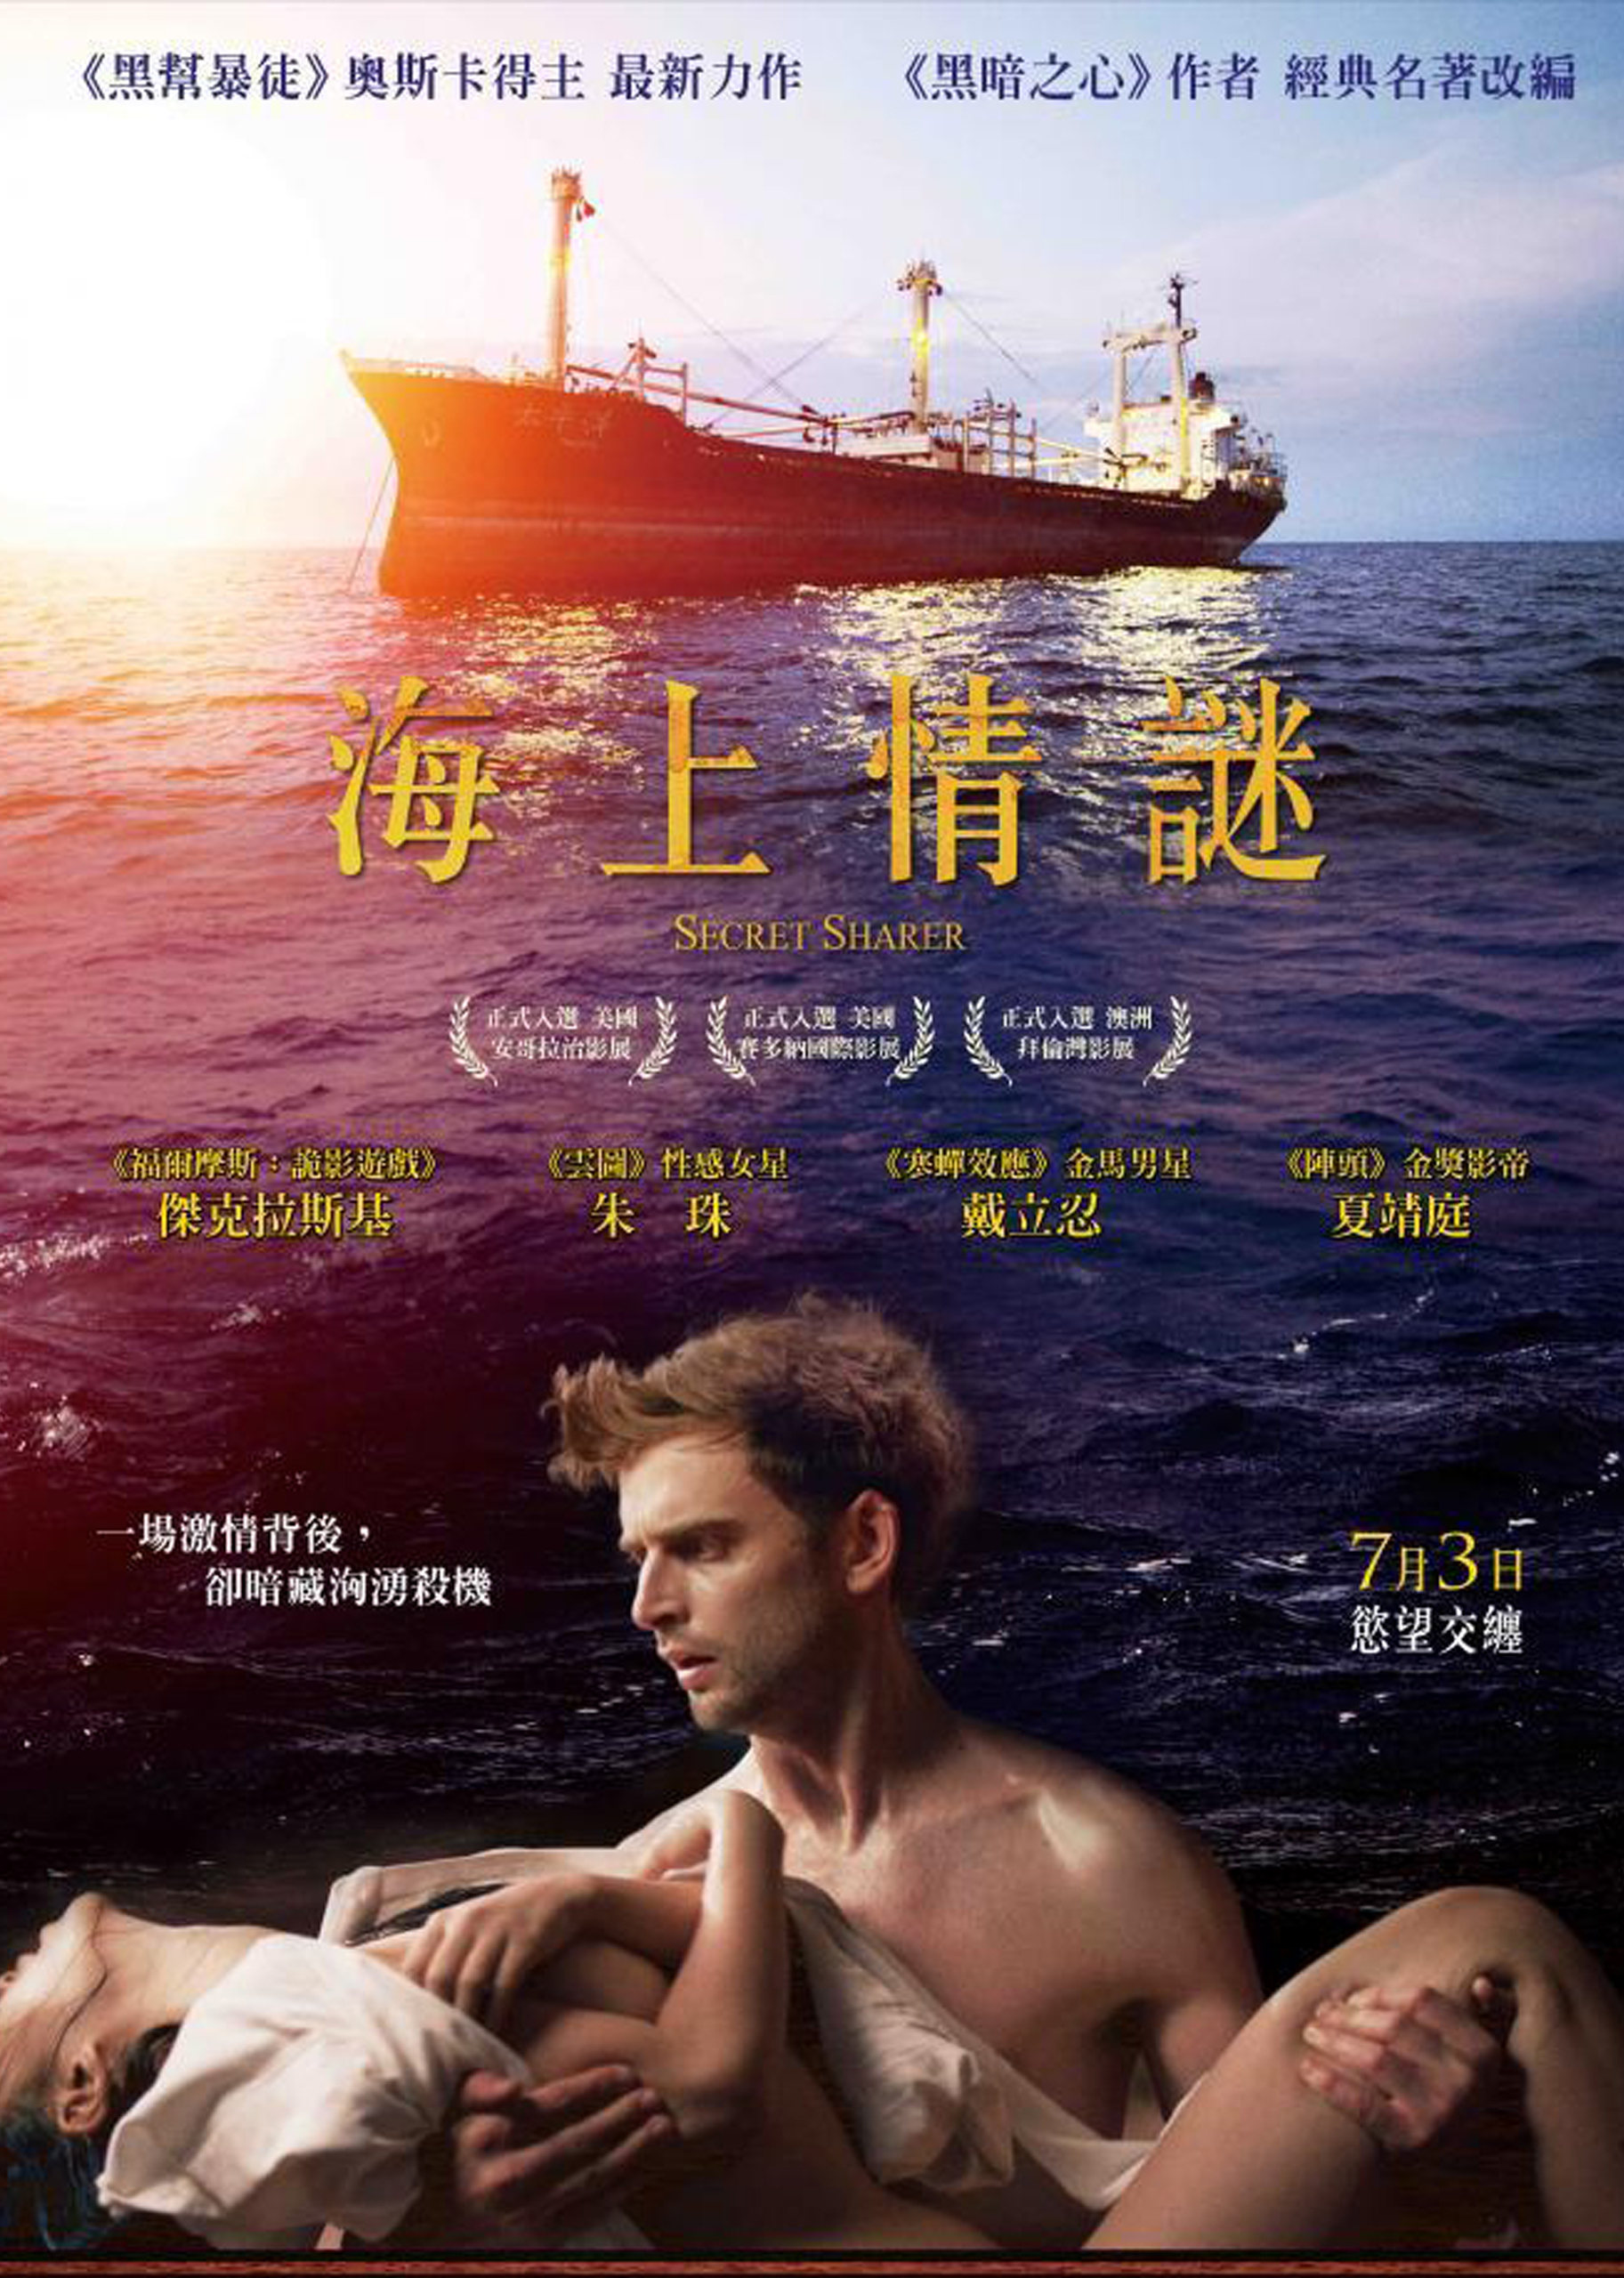 《黑幫暴徒》奧斯卡得主 最新力作
《黑暗之心》作者 經典名著改編
海上情謎
SECRET SHARER
正式入選 美國
安哥拉治影展
正式入選 美國
賽多納國際影展
正式入選 澳洲
拜倫灣影展
《福爾摩斯：詭影遊戲》
傑克拉斯基
《雲圖》性感女星
朱 珠
《寒蟬效應》金馬男星
戴立忍
《陣頭》金獎影帝
夏靖庭
一場激情背後，
卻暗藏洶湧殺機
7月3日
慾望交纏